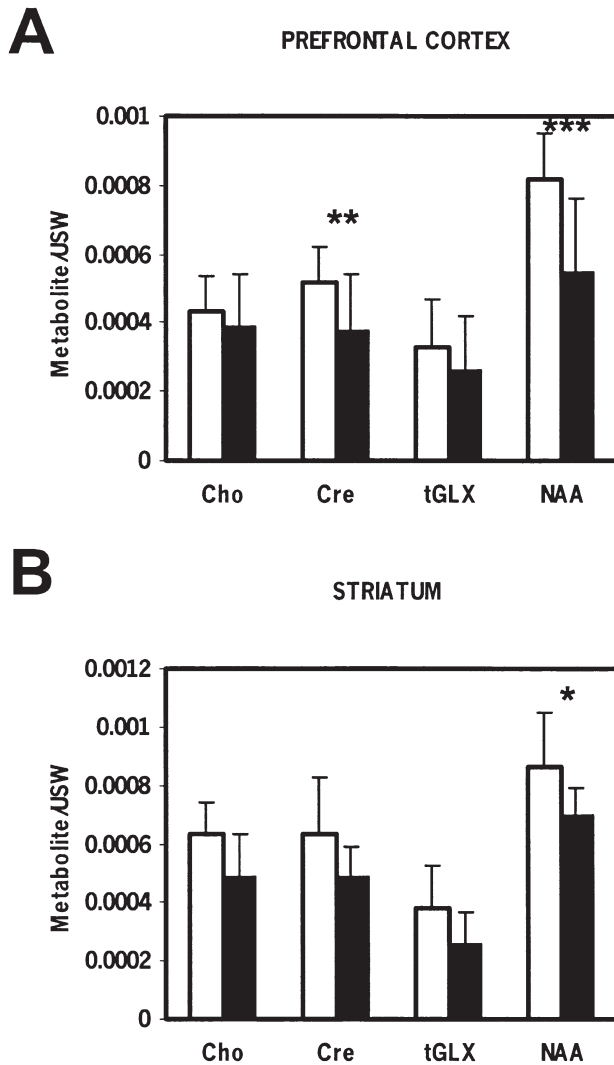 A
PREFRONTAL CORTEX
0.001
***
0.0008
**
0.0006
0.0004
0.0002
0
Metabolite/USW
Cho Cre tGLX NAA
B
STRIATUM
0.0012
*
0.001
0.0008
0.0006
0.0004
0.0002
0
Metabolite/USW
Cho Cre tGLX NAA